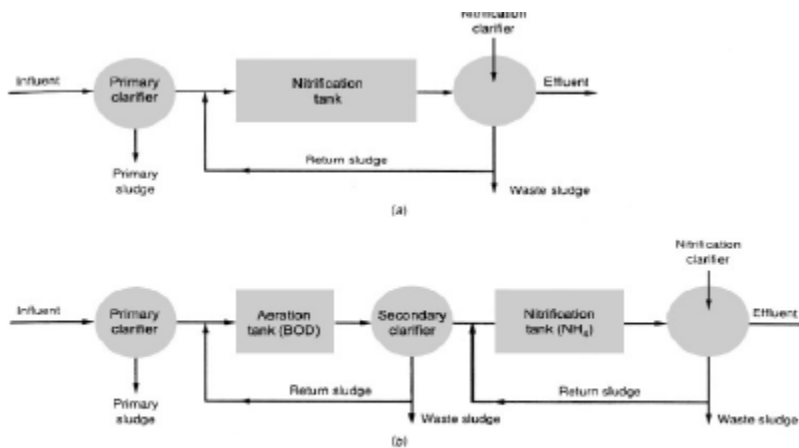 Nitrification
clarifier
Influent
Primary
clarifier
Nitrification
tank
Effluent
Return sludge
Primary
sludge
Waste sludge
(a)
Nitrification
clarifier
Influent
Primary
clarifier
Aeration
tank (BOD)
Secondary
clarifier
Nitrification
tank (NH₄)
Effluent
Return sludge
Return sludge
Primary
sludge
Waste sludge
Waste sludge
(b)